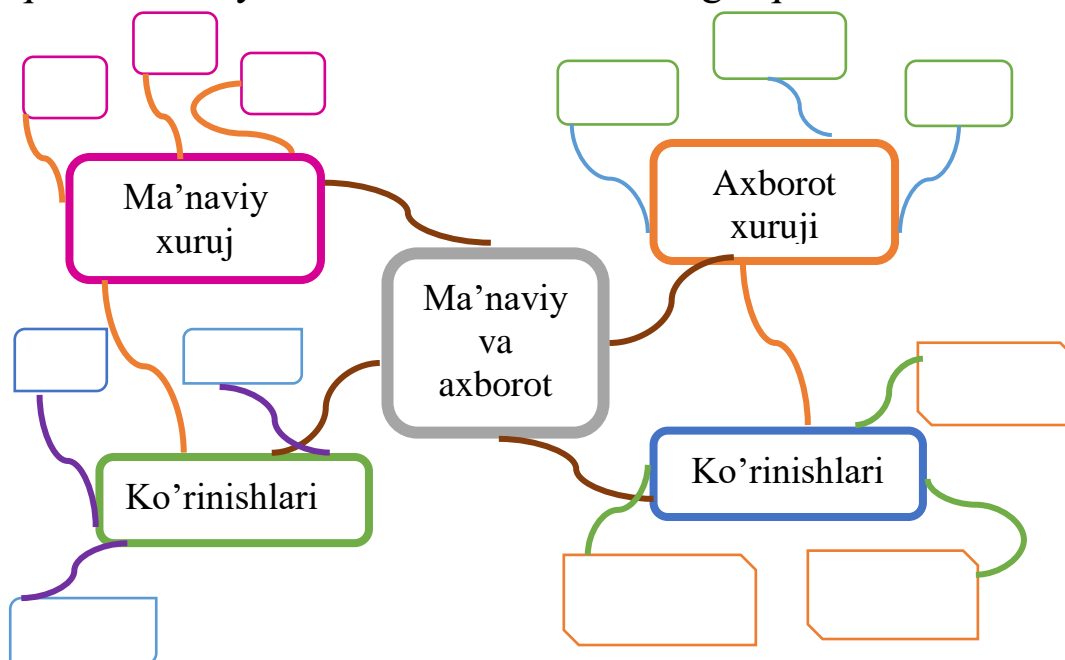 Ma’naviy
xuruj
Axborot
xuruji
Ma’naviy
va
axborot
Ko’rinishlari
Ko’rinishlari